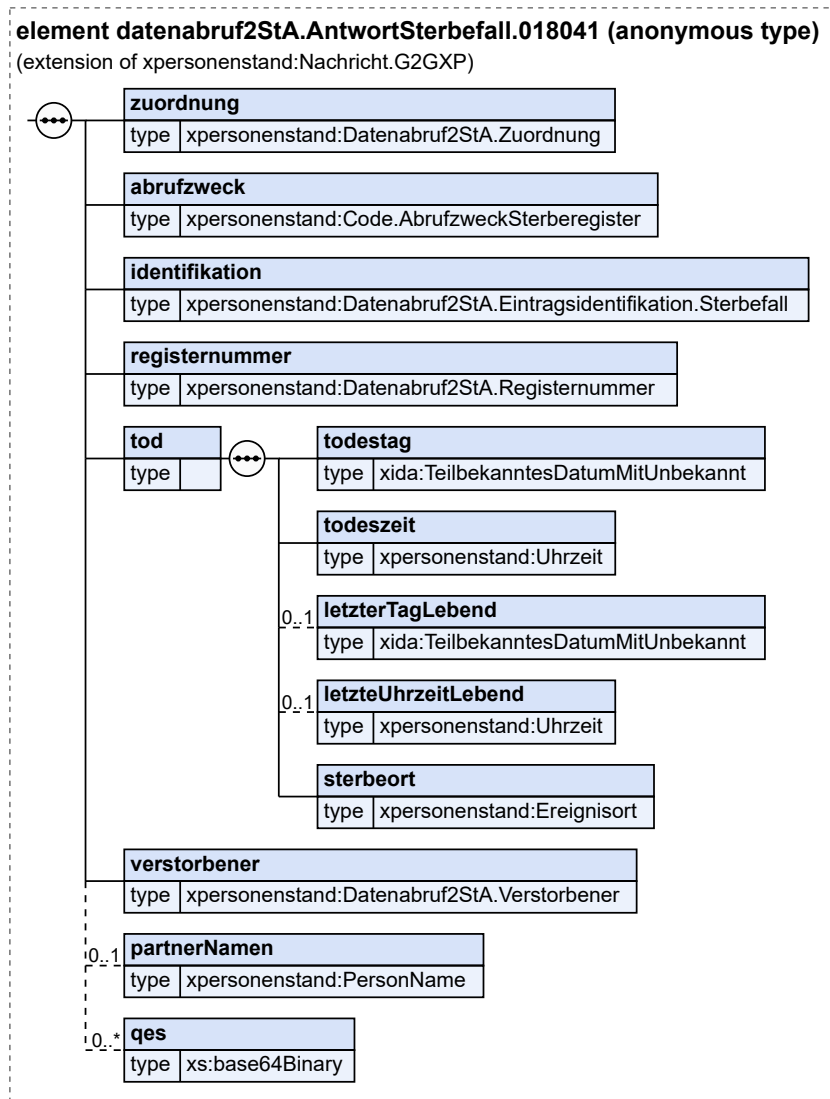 element datenabruf2StA.AntwortSterbefall.018041 (anonymous type)
(extension of xpersonenstand:Nachricht.G2GXP)
zuordnung
type xpersonenstand:Datenabruf2StA.Zuordnung
abrufzweck
type xpersonenstand:Code.AbrufzweckSterberegister
identifikation
type xpersonenstand:Datenabruf2StA.Eintragsidentifikation.Sterbefall
registernummer
type xpersonenstand:Datenabruf2StA.Registernummer
tod
type
todestag
type xida:TeilbekanntesDatumMitUnbekannt
todeszeit
type xpersonenstand:Uhrzeit
0..1 letzterTagLebend
type xida:TeilbekanntesDatumMitUnbekannt
0..1 letzteUhrzeitLebend
type xpersonenstand:Uhrzeit
sterbeort
type xpersonenstand:Ereignisort
verstorbener
type xpersonenstand:Datenabruf2StA.Verstorbener
0..1 partnerNamen
type xpersonenstand:PersonName
0..* qes
type xs:base64Binary